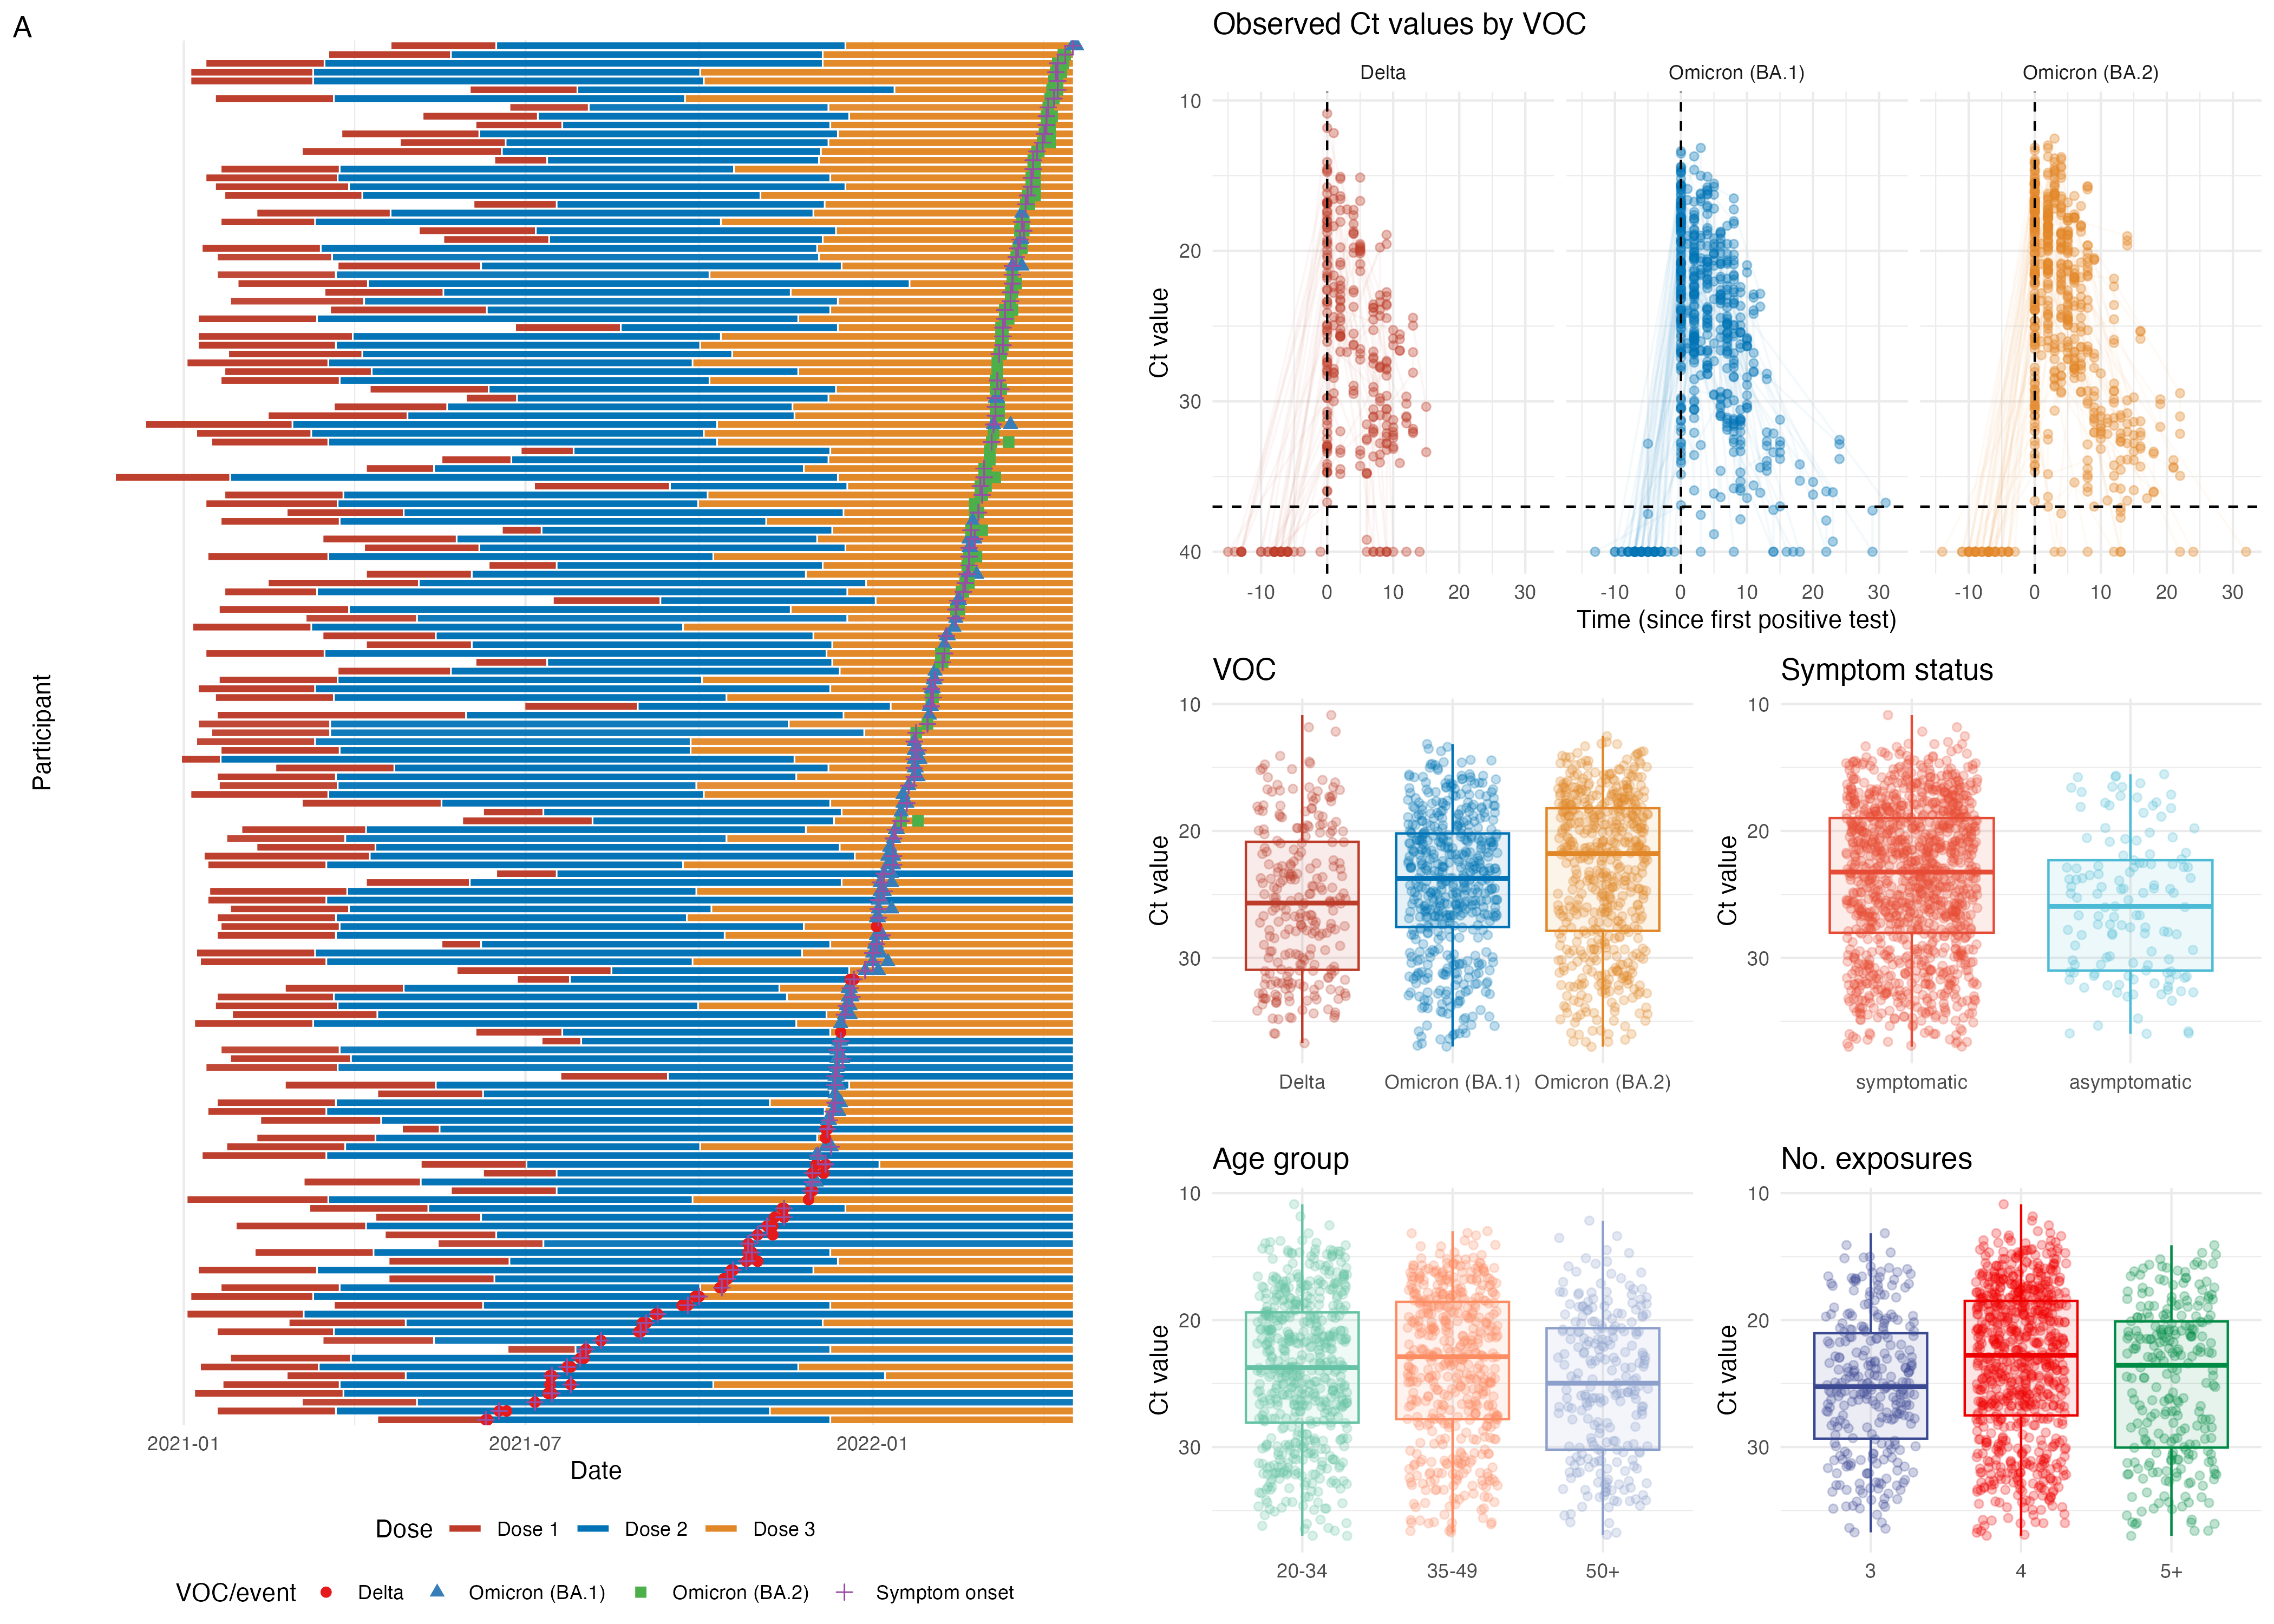 A
Participant
2021-01 2021-07 2022-01
Date
Dose Dose 1 Dose 2 Dose 3
VOC/event Delta Omicron (BA.1) Omicron (BA.2) Symptom onset
Observed Ct values by VOC
Delta Omicron (BA.1) Omicron (BA.2)
Ct value
10
20
30
40
-10 0 10 20 30 -10 0 10 20 30 -10 0 10 20 30
Time (since first positive test)
VOC
Ct value
10
20
30
Delta Omicron (BA.1) Omicron (BA.2)
Symptom status
Ct value
10
20
30
symptomatic asymptomatic
Age group
Ct value
10
20
30
20-34 35-49 50+
No. exposures
Ct value
10
20
30
3 4 5+